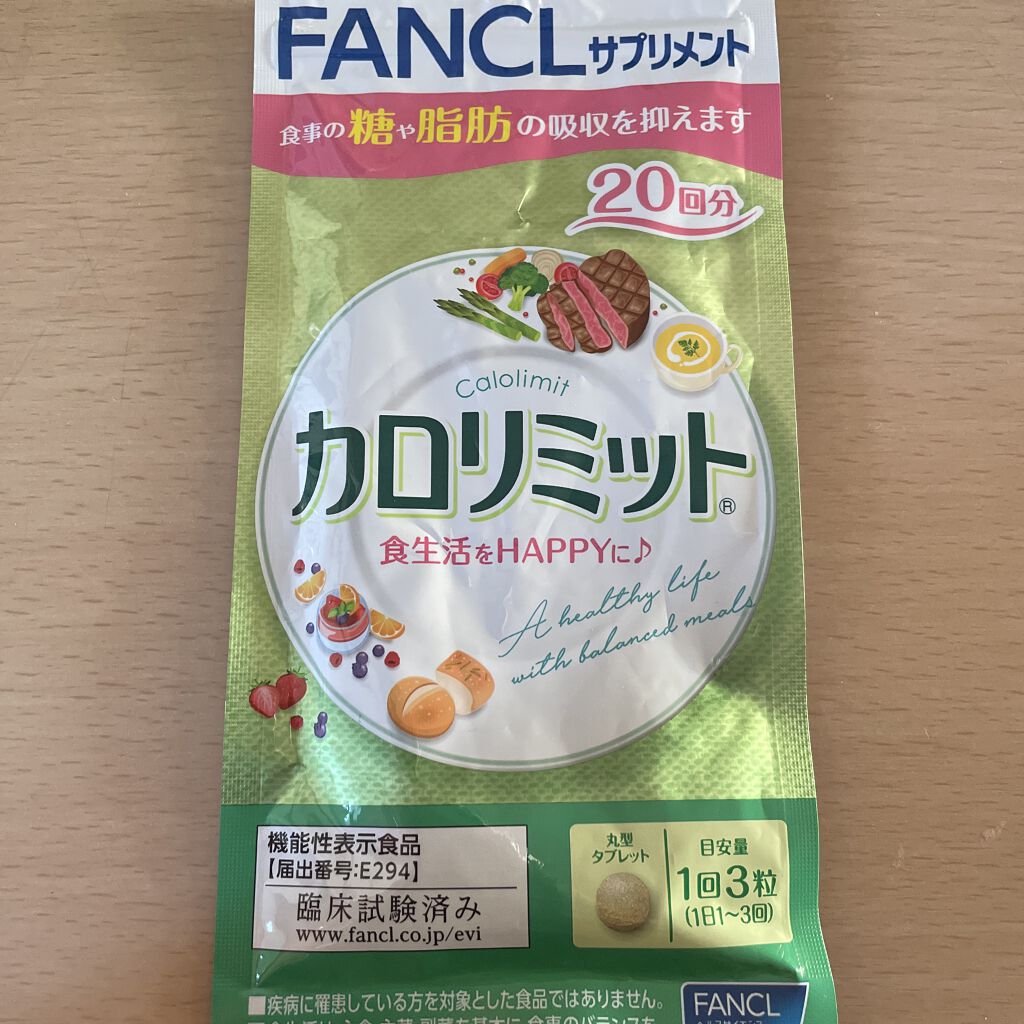 FANCL サプリメント
食事の糖や脂肪の吸収を抑えます
20回分
Calolimit
カロリミット®
食生活をHAPPYに♪
A healthy life
with balanced meals
機能性表示食品
【届出番号:E294】
臨床試験済み
www.fancl.co.jp/evi
丸型
タブレット
目安量
1回3粒
(1日1~3回)
■疾病に罹患している方を対象とした食品ではありません。
FANCL